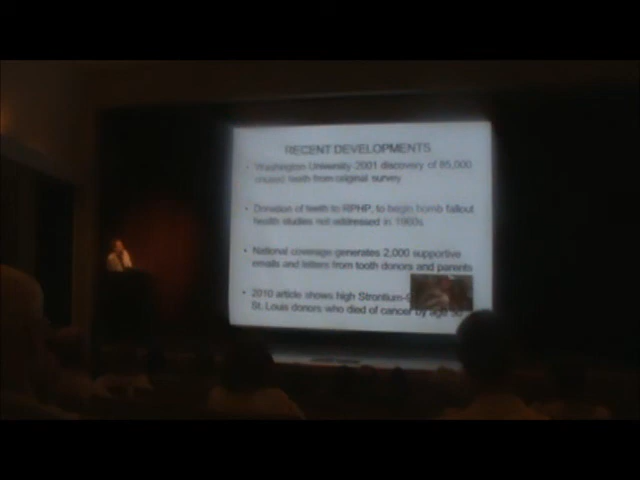 RECENT DEVELOPMENTS
• Washington University 2001 discovery of 85,000
unused teeth from original survey
• Donation of teeth to RPHP, to begin bomb fallout
health studies not addressed in 1960s.
• National coverage generates 2,000 supportive
emails and letters from tooth donors and parents
• 2010 article shows high Strontium-
St. Louis donors who died of cancer by age